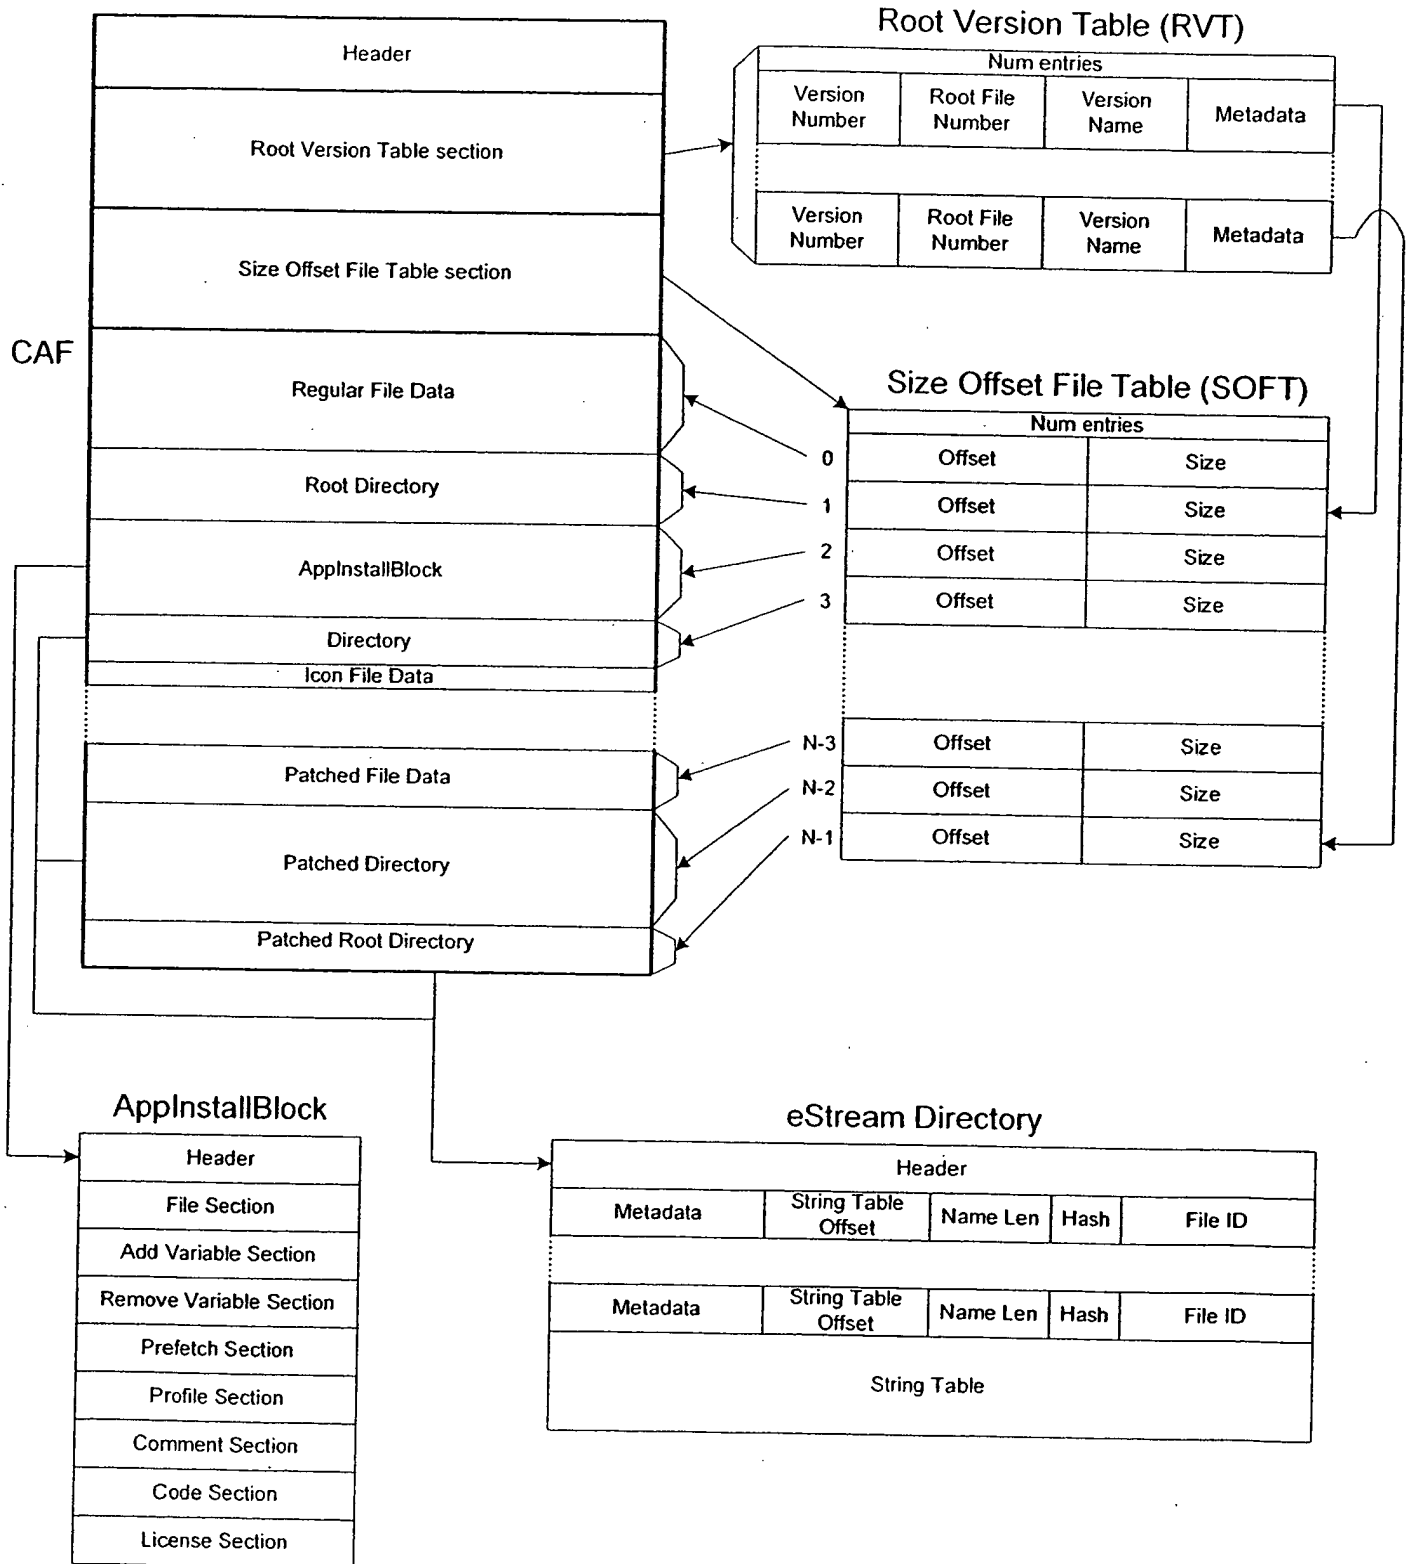 Root Version Table (RVT)
Num entries
Version Number
Root File Number
Version Name
Metadata
Version Number
Root File Number
Version Name
Metadata
CAF
Header
Root Version Table section
Size Offset File Table section
Regular File Data
Root Directory
AppInstallBlock
Directory
Icon File Data
Patched File Data
Patched Directory
Patched Root Directory
Size Offset File Table (SOFT)
Num entries
0 Offset Size
1 Offset Size
2 Offset Size
3 Offset Size
N-3 Offset Size
N-2 Offset Size
N-1 Offset Size
AppInstallBlock
Header
File Section
Add Variable Section
Remove Variable Section
Prefetch Section
Profile Section
Comment Section
Code Section
License Section
eStream Directory
Header
Metadata
String Table Offset
Name Len
Hash
File ID
Metadata
String Table Offset
Name Len
Hash
File ID
String Table